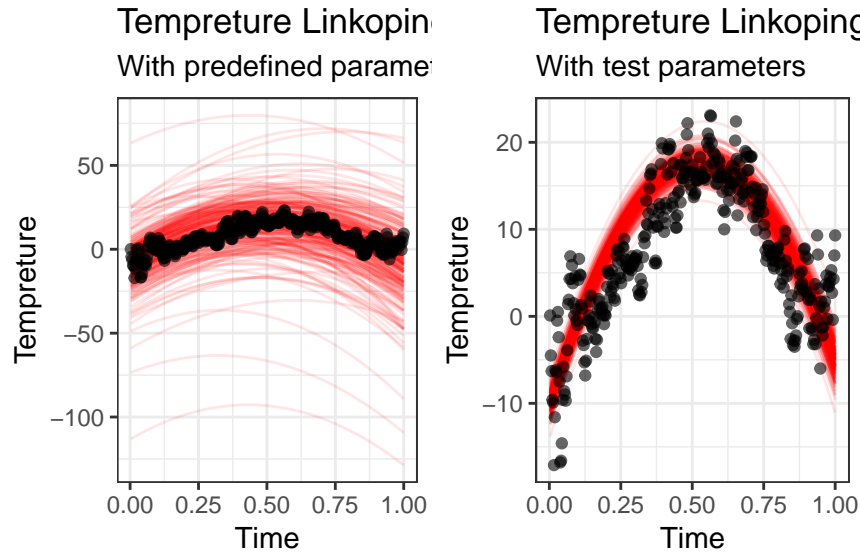 Tempreture Linkopin
With predefined paramet
50
0
−50
−100
0.00 0.25 0.50 0.75 1.00
Time
Tempreture
Tempreture Linkoping
With test parameters
20
10
0
−10
0.00 0.25 0.50 0.75 1.00
Time
Tempreture